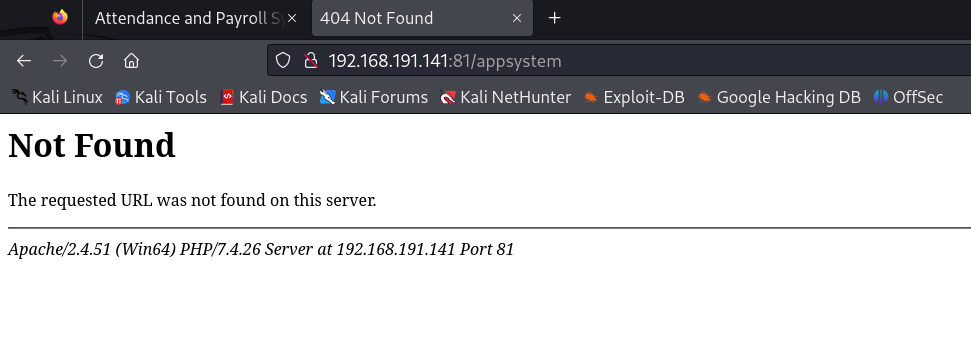 Attendance and Payroll S
404 Not Found
192.168.191.141:81/appsystem
Kali Linux Kali Tools Kali Docs Kali Forums Kali NetHunter Exploit-DB Google Hacking DB OffSec
Not Found
The requested URL was not found on this server.
Apache/2.4.51 (Win64) PHP/7.4.26 Server at 192.168.191.141 Port 81